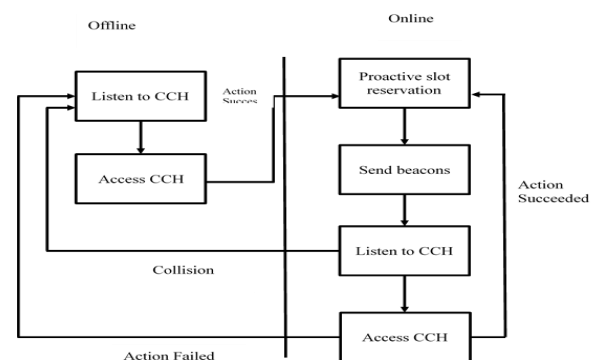 Offline
Online
Listen to CCH
Action
Succes
Proactive slot
reservation
Access CCH
Send beacons
Action
Succeeded
Listen to CCH
Collision
Access CCH
Action Failed